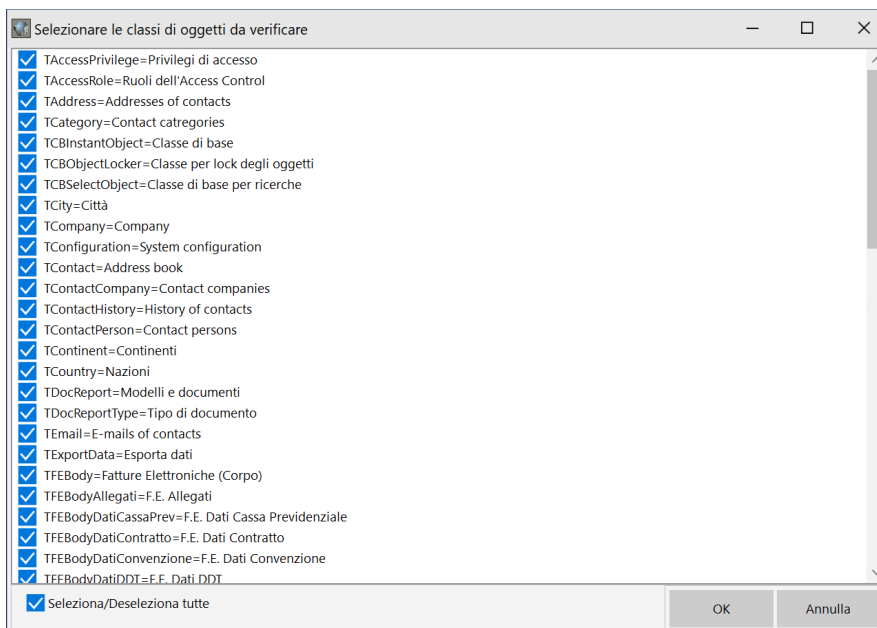 Selezionare le classi di oggetti da verificare
TAccessPrivilege=Privilegi di accesso
TAccessRole=Ruoli dell'Access Control
TAddress=Addresses of contacts
TCategory=Contact catregories
TCBInstantObject=Classe di base
TCBObjectLocker=Classe per lock degli oggetti
TCBSelectObject=Classe di base per ricerche
TCity=Città
TCompany=Company
TConfiguration=System configuration
TContact=Address book
TContactCompany=Contact companies
TContactHistory=History of contacts
TContactPerson=Contact persons
TContinent=Continenti
TCountry=Nazioni
TDocReport=Modelli e documenti
TDocReportType=Tipo di documento
TEmail=E-mails of contacts
TExportData=Esporta dati
TFEBody=Fatture Elettroniche (Corpo)
TFEBodyAllegati=F.E. Allegati
TFEBodyDatiCassaPrev=F.E. Dati Cassa Previdenziale
TFEBodyDatiContratto=F.E. Dati Contratto
TFEBodyDatiConvenzione=F.E. Dati Convenzione
TFEBodyDatiDDT=F.E. Dati DDT
Seleziona/Deseleziona tutte
OK
Annulla